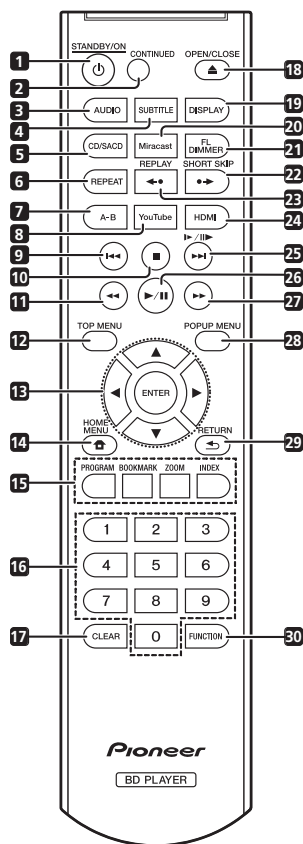 STANDBY/ON CONTINUED OPEN/CLOSE
1 18
2
AUDIO SUBTITLE DISPLAY
3 19
4 20
CD/SACD Miracast FL DIMMER
5 21
REPLAY SHORT SKIP
6 REPEAT 22
23
7 A-B YouTube HDMI 24
8
9 25
10 26
11 27
TOP MENU POPUP MENU
12 28
13 ENTER
HOME MENU RETURN
14 29
PROGRAM BOOKMARK ZOOM INDEX
15
1 2 3
16 4 5 6
7 8 9
17 CLEAR 0 FUNCTION 30
Pioneer
BD PLAYER